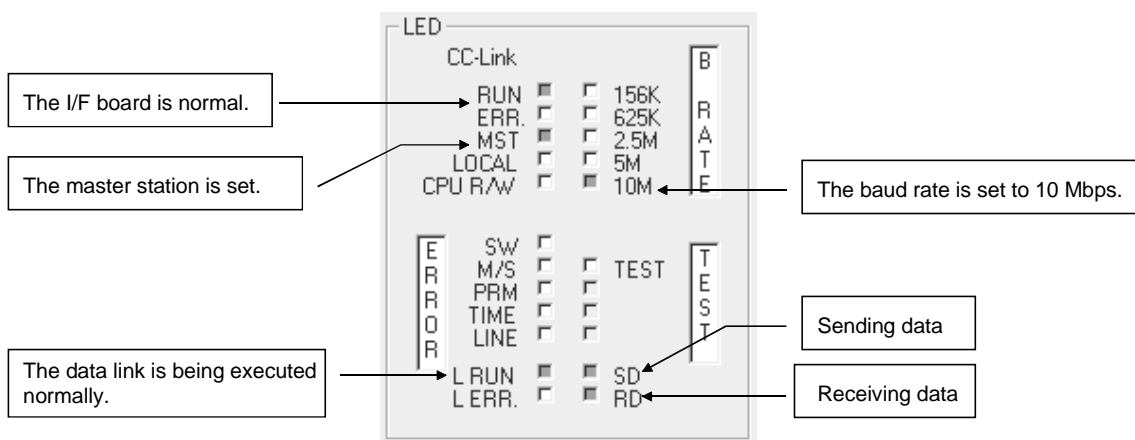 LED
CC-Link
B RATE
The I/F board is normal.
RUN 156K
ERR. 625K
MST 2.5M
LOCAL 5M
CPU R/W 10M
The master station is set.
The baud rate is set to 10 Mbps.
ERROR
SW
M/S TEST
PRM
TIME
LINE
TEST
Sending data
The data link is being executed
normally.
L RUN SD
L ERR. RD
Receiving data